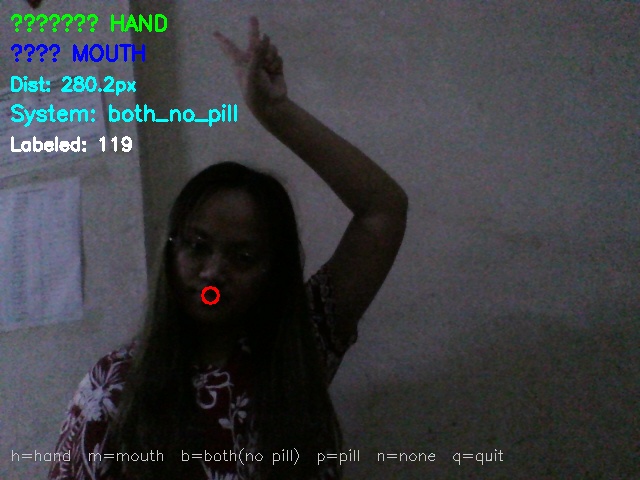 ??????? HAND
???? MOUTH
Dist: 280.2px
System: both_no_pill
Labeled: 119
h=hand m=mouth b=both(no pill) p=pill n=none q=quit